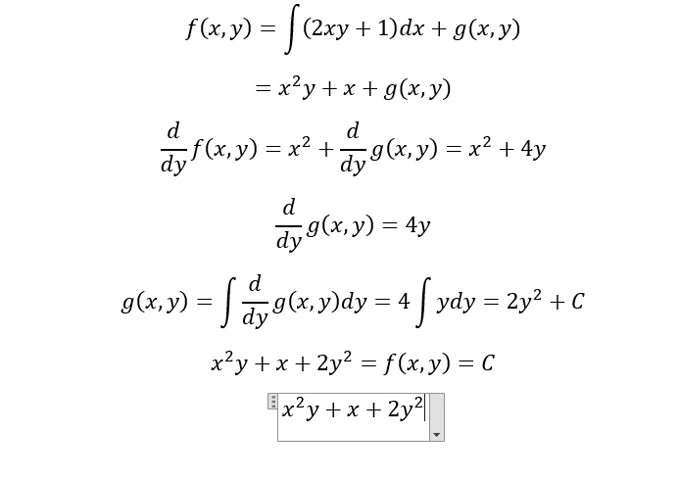 f(x, y) = ∫(2xy + 1)dx + g(x, y)
= x²y + x + g(x, y)
d/dy f(x, y) = x² + d/dy g(x, y) = x² + 4y
d/dy g(x, y) = 4y
g(x, y) = ∫ d/dy g(x, y)dy = 4 ∫ ydy = 2y² + C
x²y + x + 2y² = f(x, y) = C
x²y + x + 2y²